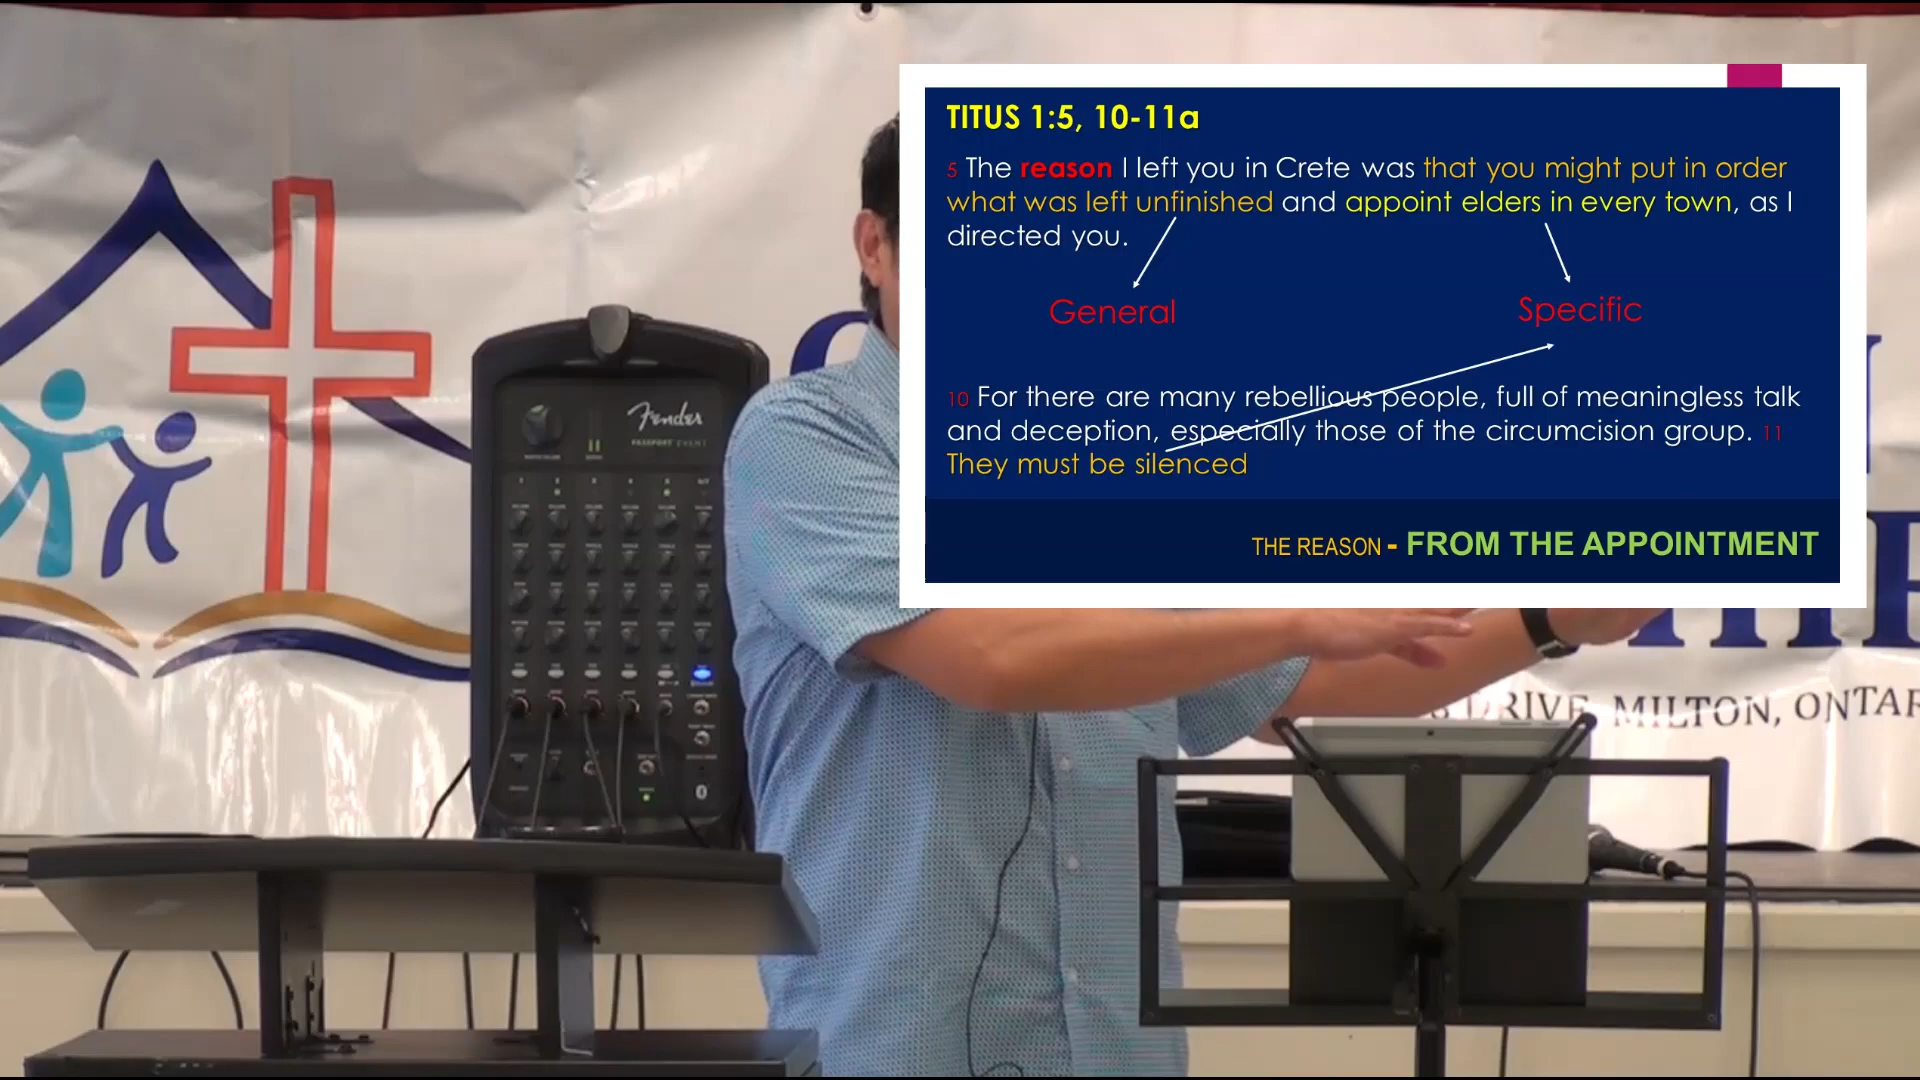 TITUS 1:5, 10-11a
5 The reason I left you in Crete was that you might put in order
what was left unfinished and appoint elders in every town, as I
directed you.
General
Specific
10 For there are many rebellious people, full of meaningless talk
and deception, especially those of the circumcision group. 11
They must be silenced
THE REASON - FROM THE APPOINTMENT
Fender
PASSPORT EVENT
DRIVE, MILTON, ONTAR